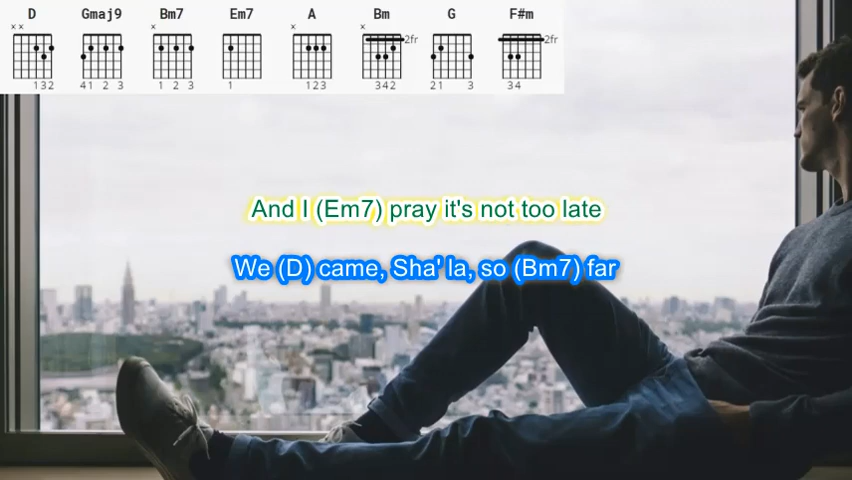 D Gmaj9 Bm7 Em7 A Bm G F#m
xx x x x 2fr 2fr
132 41 2 3 1 2 3 1 123 342 21 3 34
And I (Em7) pray it's not too late
We (D) came, Sha' la, so (Bm7) far